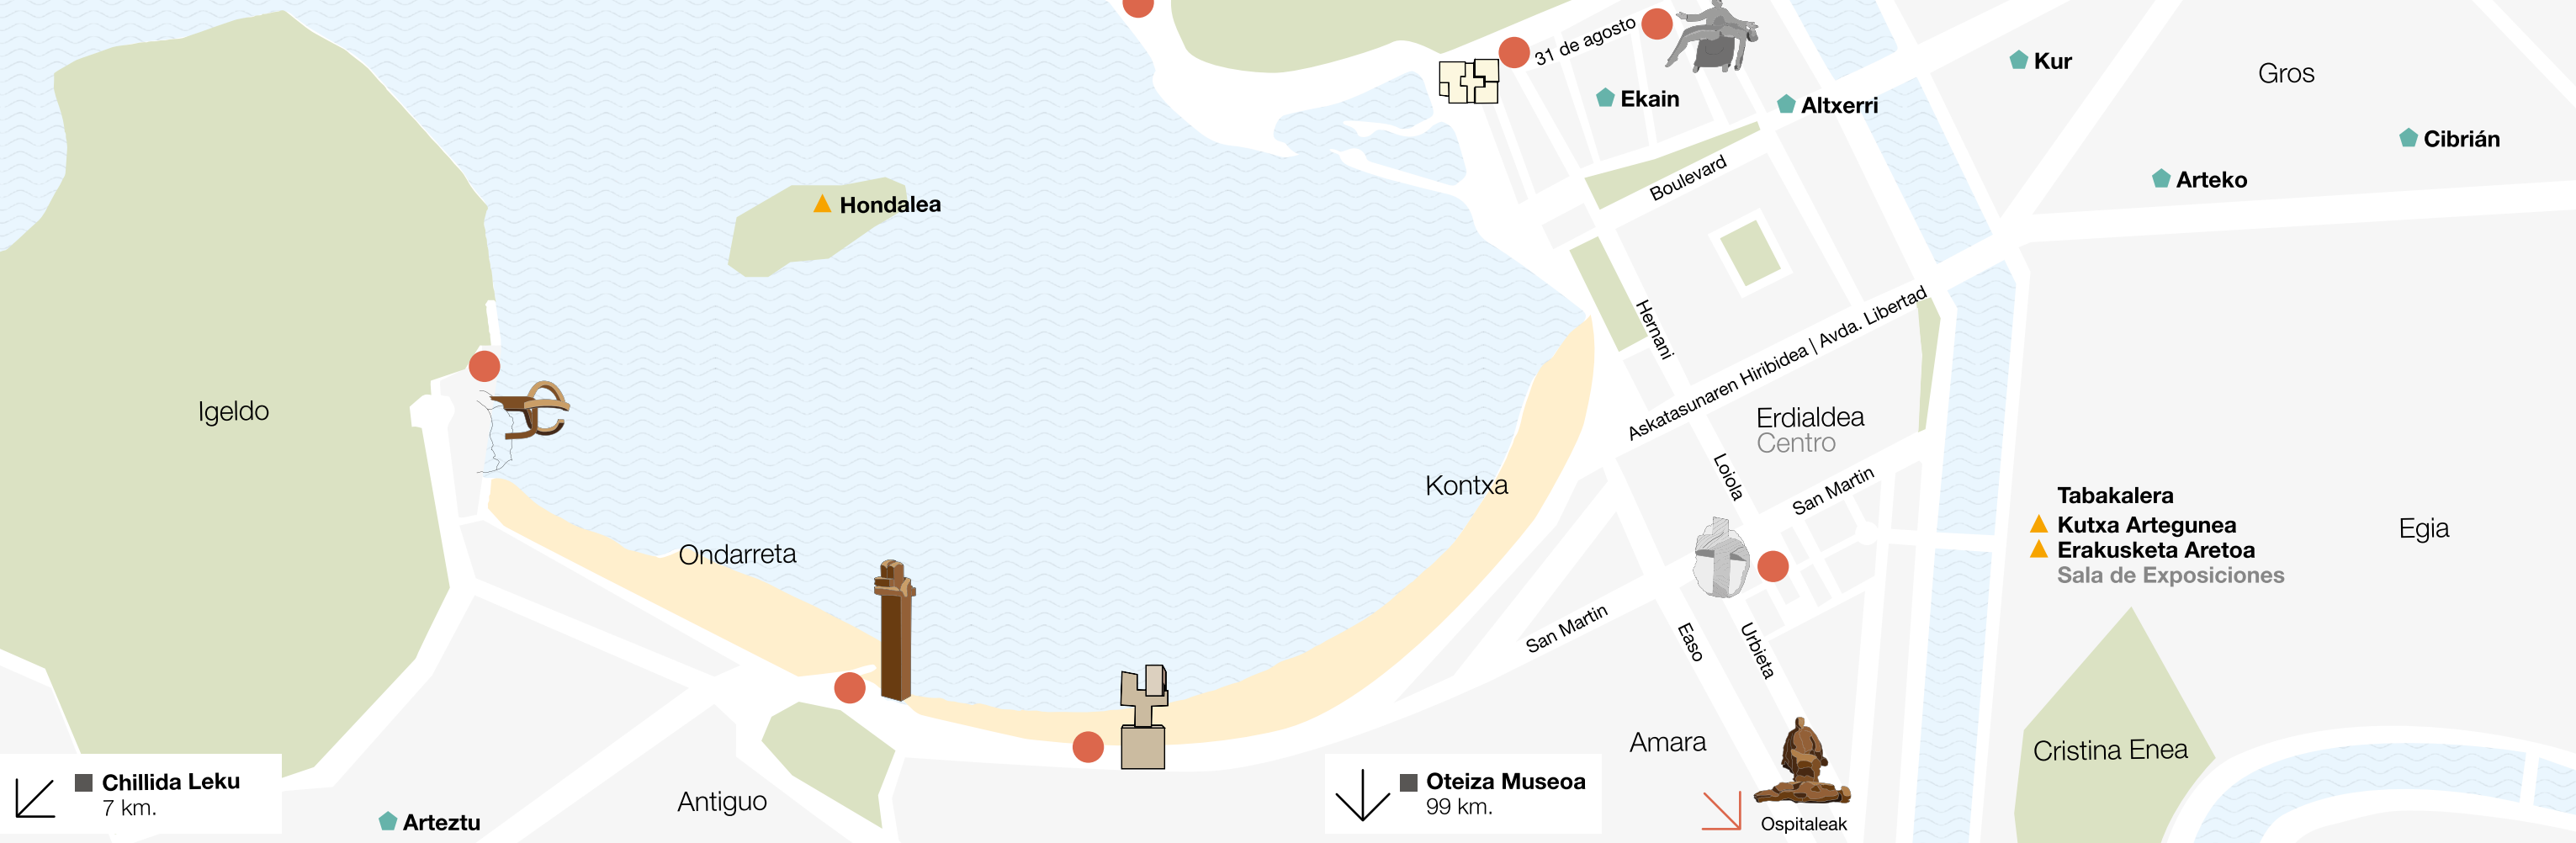 31 de agosto
Ekain
Altxerri
Kur
Gros
Cibrián
Arteko
Boulevard
Hondalea
Hernani
Askatasunaren Hiribidea | Avda. Libertad
Igeldo
Erdialdea
Centro
Kontxa
Loiola
San Martin
Tabakalera
Kutxa Artegunea
Erakusketa Aretoa
Sala de Exposiciones
Egia
Ondarreta
San Martin
Easo
Urbieta
Amara
Cristina Enea
Chillida Leku
7 km.
Antiguo
Arteztu
Oteiza Museoa
99 km.
Ospitaleak